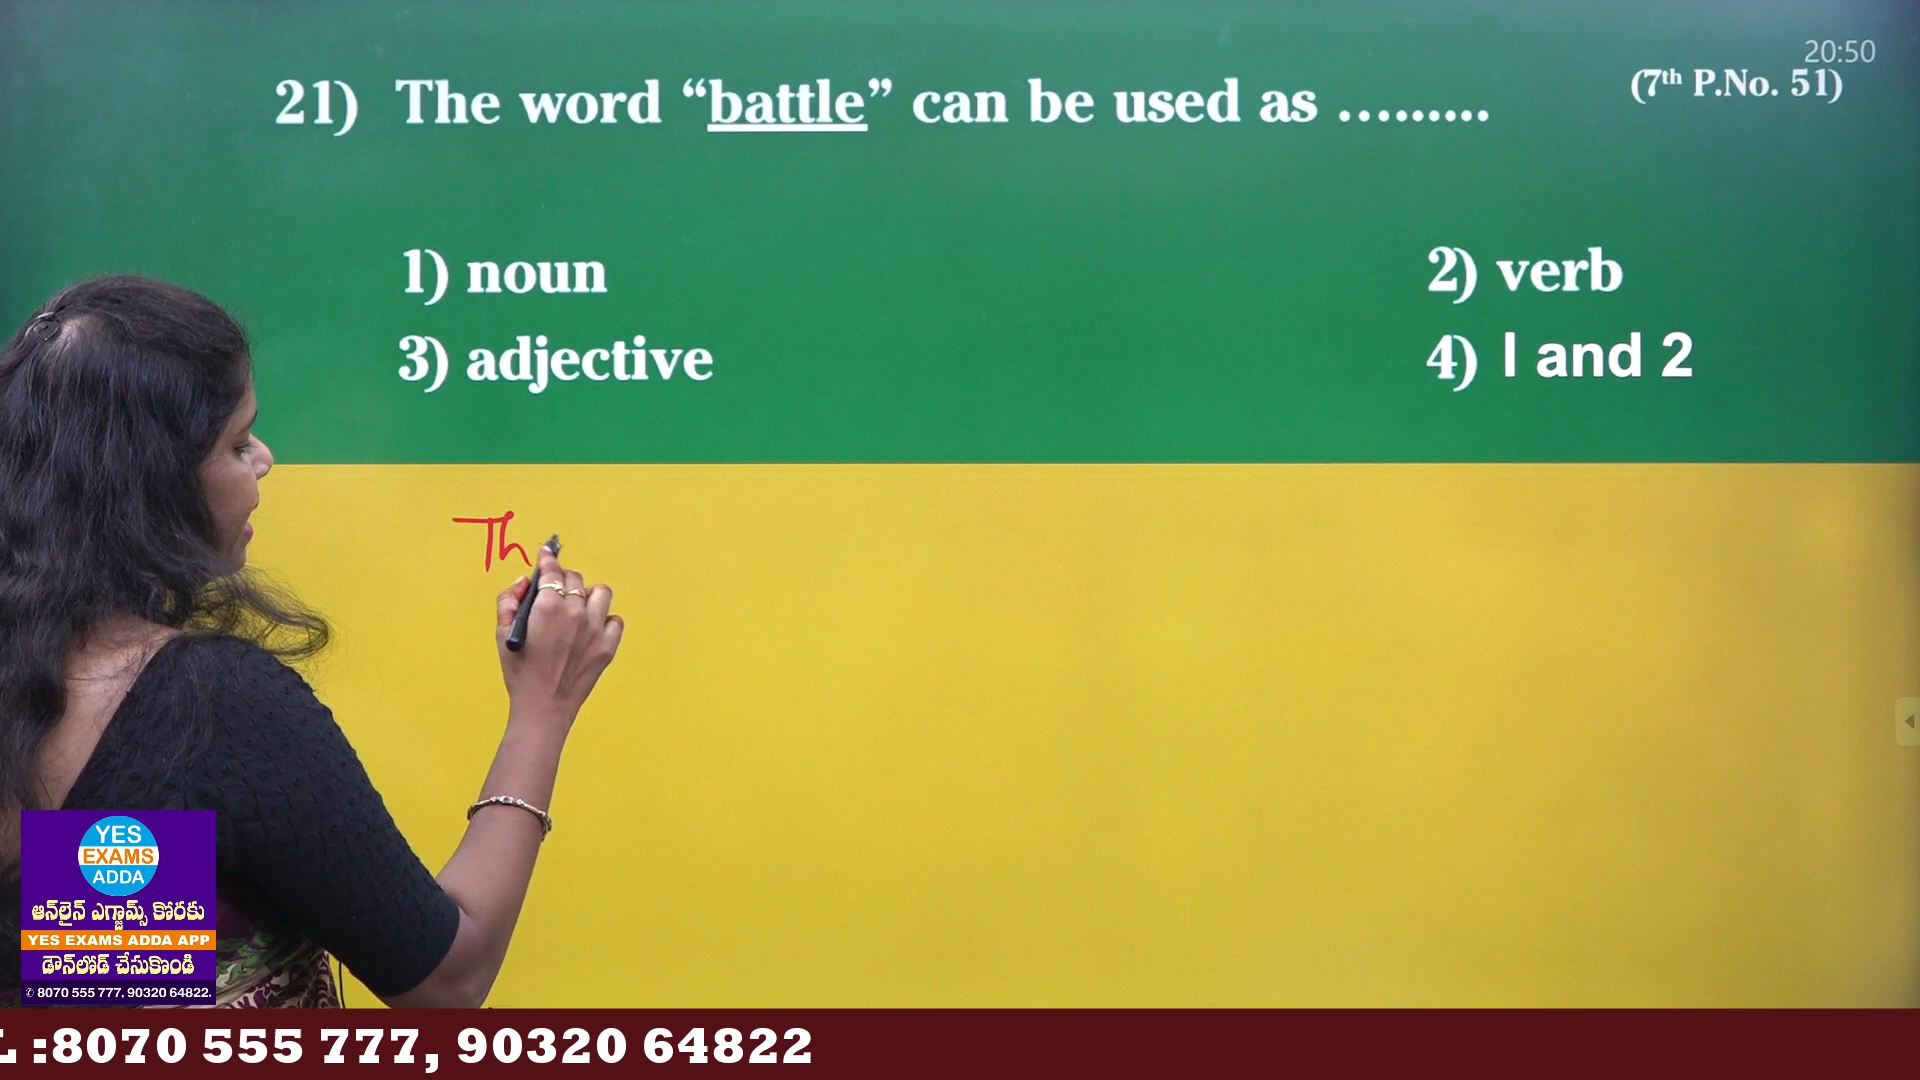 20:50
21) The word “battle” can be used as ......... (7th P.No. 51)
1) noun 2) verb
3) adjective 4) I and 2
Th
YES
EXAMS
ADDA
ఆన్‌లైన్ ఎగ్జామ్స్ కొరకు
YES EXAMS ADDA APP
డౌన్‌లోడ్ చేసుకొండి
✆ 8070 555 777, 90320 64822.
L :8070 555 777, 90320 64822